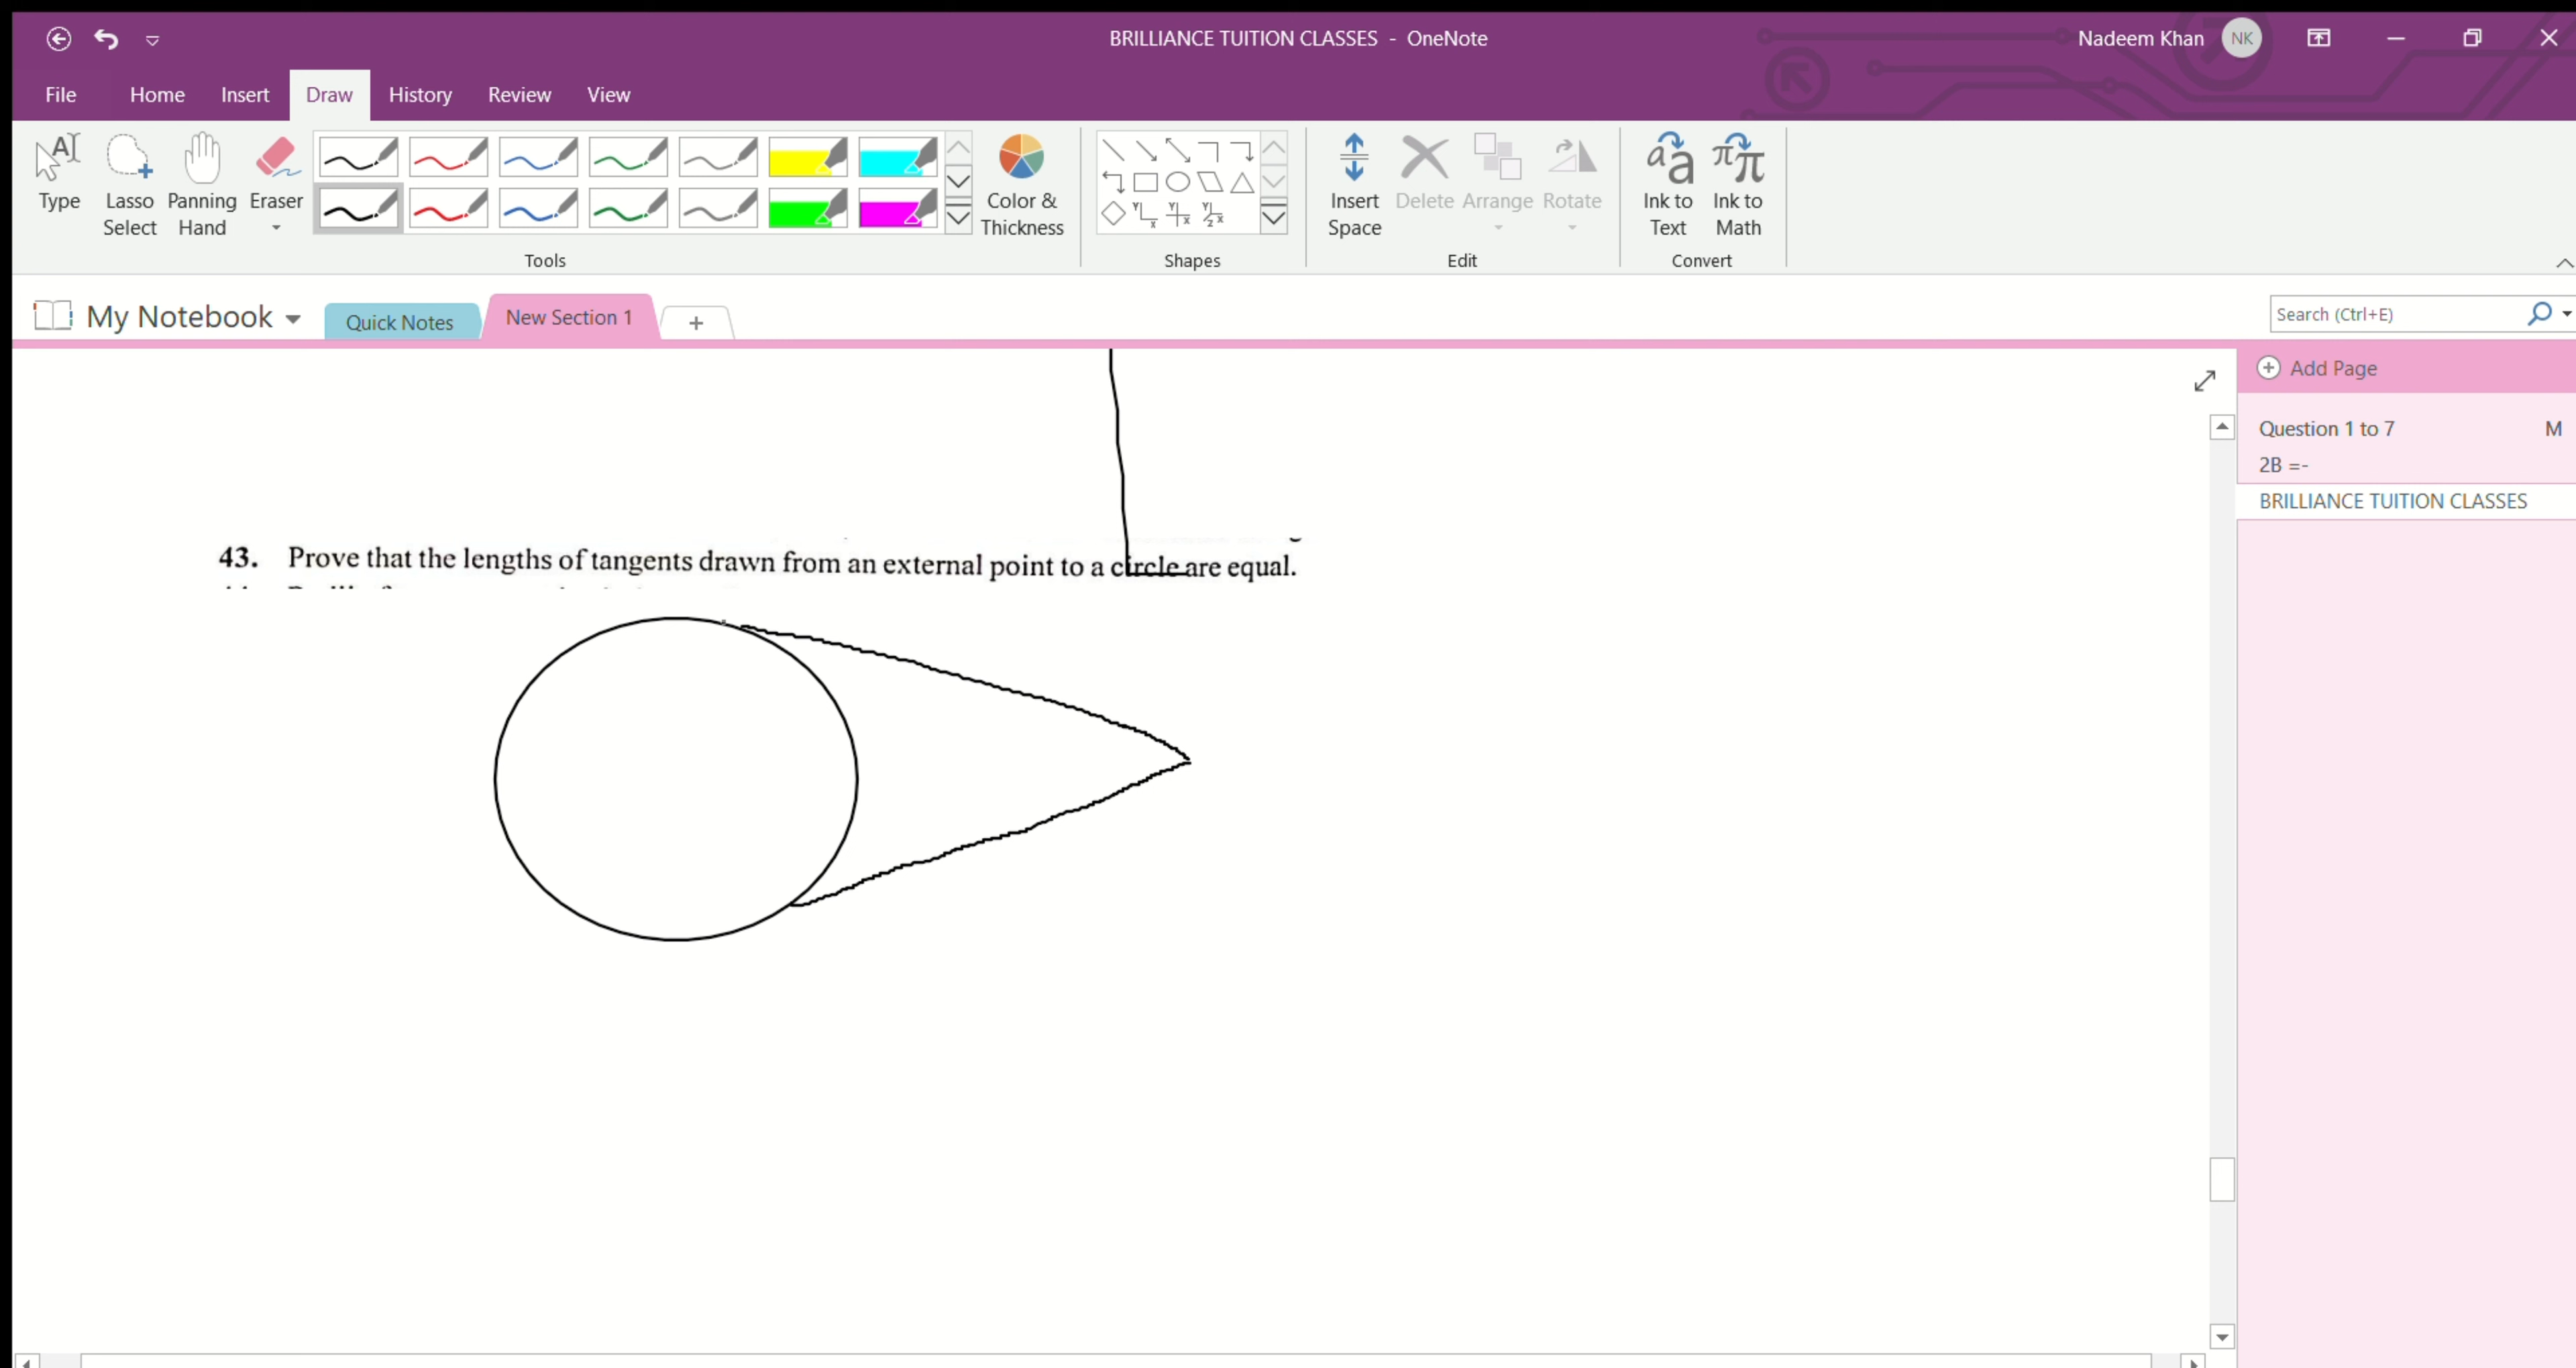 BRILLIANCE TUITION CLASSES - OneNote
Nadeem Khan NK
File Home Insert Draw History Review View
Type
Lasso Select
Panning Hand
Eraser
Color & Thickness
Insert Space
Delete
Arrange
Rotate
Ink to Text
Ink to Math
Tools
Shapes
Edit
Convert
My Notebook
Quick Notes
New Section 1
Search (Ctrl+E)
Add Page
Question 1 to 7 M
2B =-
BRILLIANCE TUITION CLASSES
43. Prove that the lengths of tangents drawn from an external point to a circle are equal.